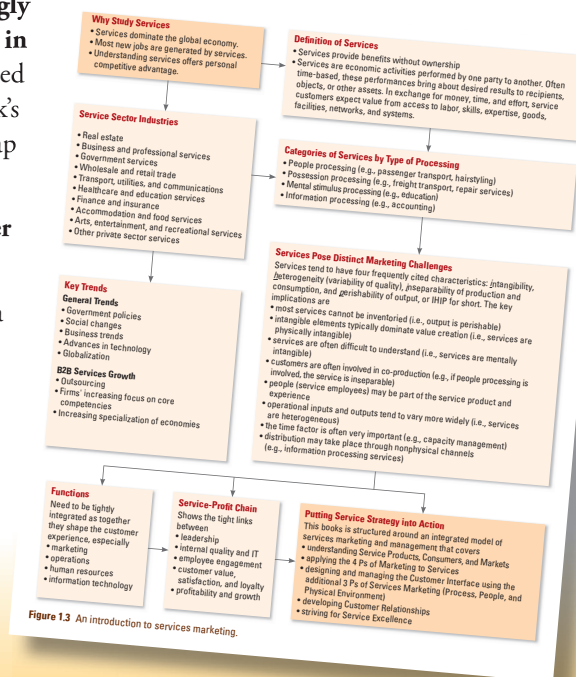 gly
in
ed
k's
ap
er
a
Why Study Services
• Services dominate the global economy.
• Most new jobs are generated by services.
• Understanding services offers personal
competitive advantage.
Definition of Services
• Services provide benefits without ownership
• Services are economic activities performed by one party to another. Often
time-based, these performances bring about desired results to recipients,
objects, or other assets. In exchange for money, time, and effort, service
customers expect value from access to labor, skills, expertise, goods,
facilities, networks, and systems.
Service Sector Industries
• Real estate
• Business and professional services
• Government services
• Wholesale and retail trade
• Transport, utilities, and communications
• Healthcare and education services
• Finance and insurance
• Accommodation and food services
• Arts, entertainment, and recreational services
• Other private sector services
Categories of Services by Type of Processing
• People processing (e.g., passenger transport, hairstyling)
• Possession processing (e.g., freight transport, repair services)
• Mental stimulus processing (e.g., education)
• Information processing (e.g., accounting)
Services Pose Distinct Marketing Challenges
Services tend to have four frequently cited characteristics: intangibility,
heterogeneity (variability of quality), inseparability of production and
consumption, and perishability of output, or IHIP for short. The key
implications are
• most services cannot be inventoried (i.e., output is perishable)
• intangible elements typically dominate value creation (i.e., services are
physically intangible)
• services are often difficult to understand (i.e., services are mentally
intangible)
• customers are often involved in co-production (e.g., if people processing is
involved, the service is inseparable)
• people (service employees) may be part of the service product and
experience
• operational inputs and outputs tend to vary more widely (i.e., services
are heterogeneous)
• the time factor is often very important (e.g., capacity management)
• distribution may take place through nonphysical channels
(e.g., information processing services)
Key Trends
General Trends
• Government policies
• Social changes
• Business trends
• Advances in technology
• Globalization
B2B Services Growth
• Outsourcing
• Firms' increasing focus on core
competencies
• Increasing specialization of economies
Functions
Need to be tightly
integrated as together
they shape the customer
experience, especially
• marketing
• operations
• human resources
• information technology
Service-Profit Chain
Shows the tight links
between
• leadership
• internal quality and IT
• employee engagement
• customer value,
satisfaction, and loyalty
• profitability and growth
Putting Service Strategy into Action
This books is structured around an integrated model of
services marketing and management that covers
• understanding Service Products, Consumers, and Markets
• applying the 4 Ps of Marketing to Services
• designing and managing the Customer Interface using the
additional 3 Ps of Services Marketing (Process, People, and
Physical Environment)
• developing Customer Relationships
• striving for Service Excellence
Figure 1.3 An introduction to services marketing.